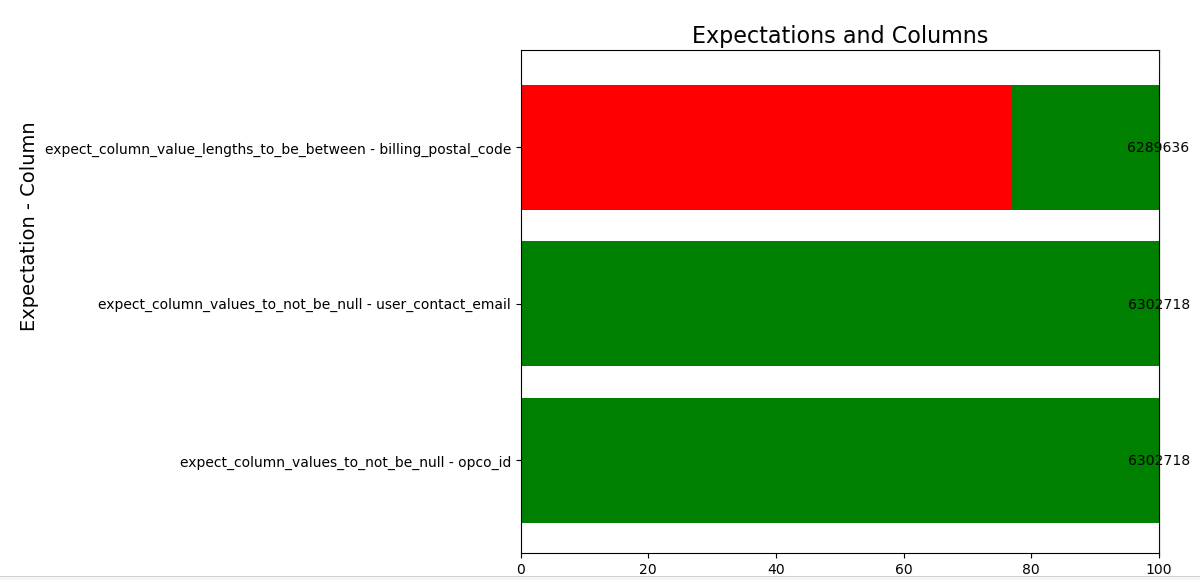 Expectations and Columns
Expectation - Column
expect_column_value_lengths_to_be_between - billing_postal_code
6289636
expect_column_values_to_not_be_null - user_contact_email
6302718
expect_column_values_to_not_be_null - opco_id
6302718
0 20 40 60 80 100